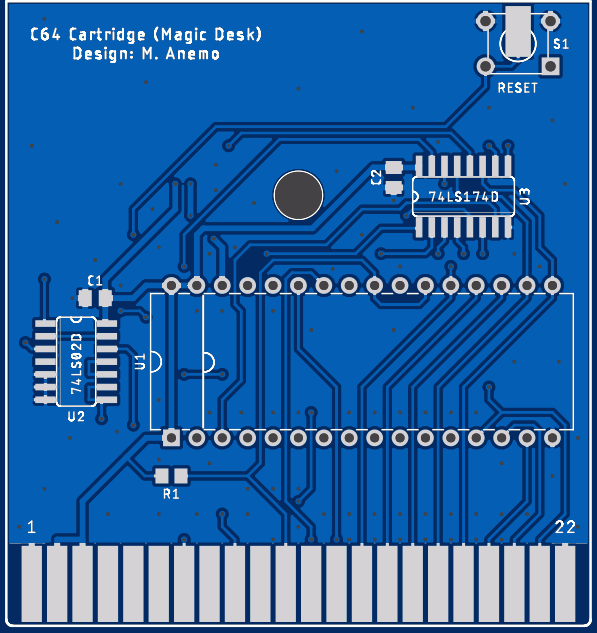 C64 Cartridge (Magic Desk)
Design: M. Anemo
S1
RESET
C2
74LS174D
U3
C1
74LS02D
U2
U1
R1
1
22